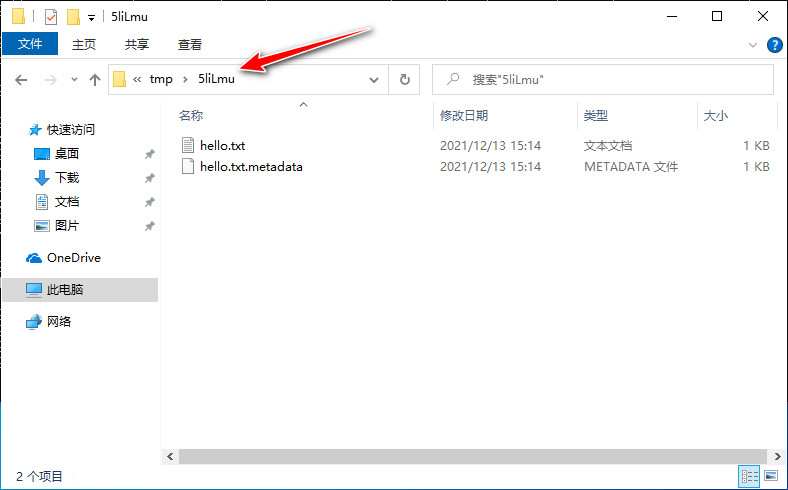 5liLmu
文件 主页 共享 查看
« tmp › 5liLmu 搜索"5liLmu"
名称 修改日期 类型 大小
快速访问
桌面
下载
文档
图片
OneDrive
此电脑
网络
hello.txt 2021/12/13 15:14 文本文档 1 KB
hello.txt.metadata 2021/12/13 15:14 METADATA 文件 1 KB
2 个项目